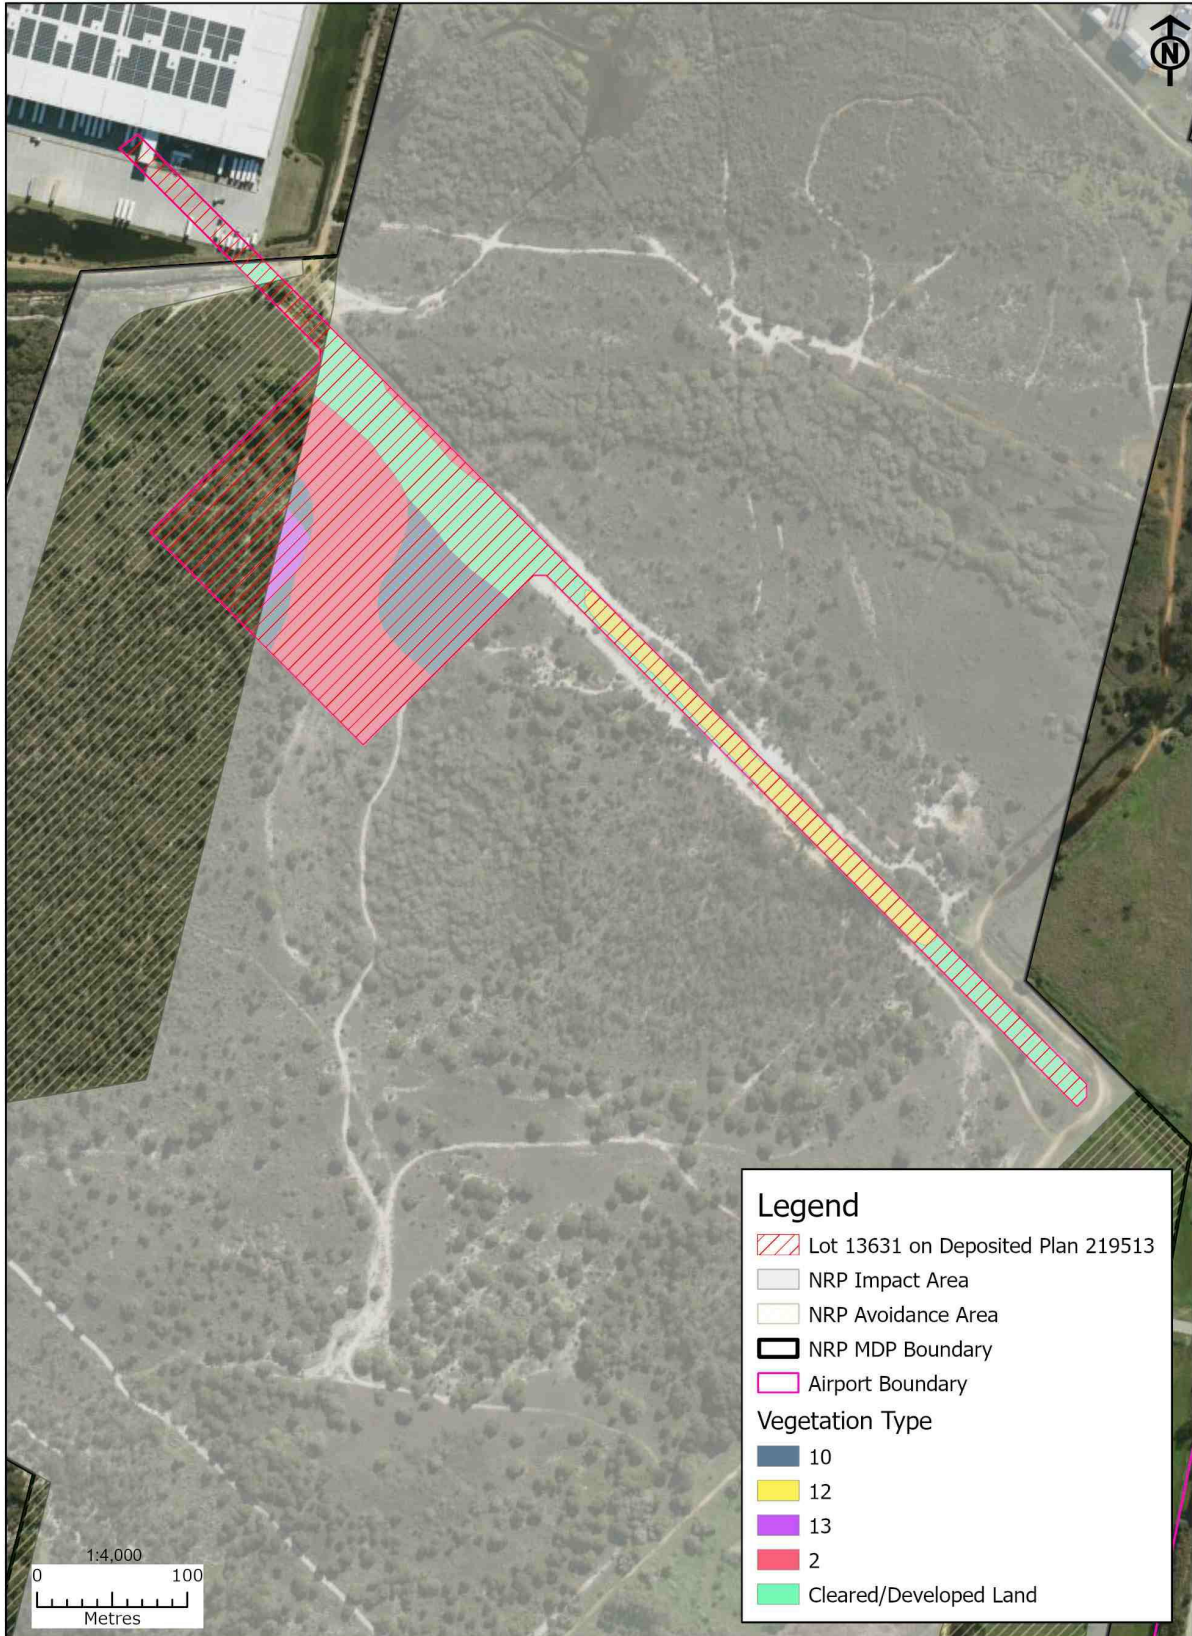 N
Legend
Lot 13631 on Deposited Plan 219513
NRP Impact Area
NRP Avoidance Area
NRP MDP Boundary
Airport Boundary
Vegetation Type
10
12
13
2
Cleared/Developed Land
1:4,000
0 100
Metres